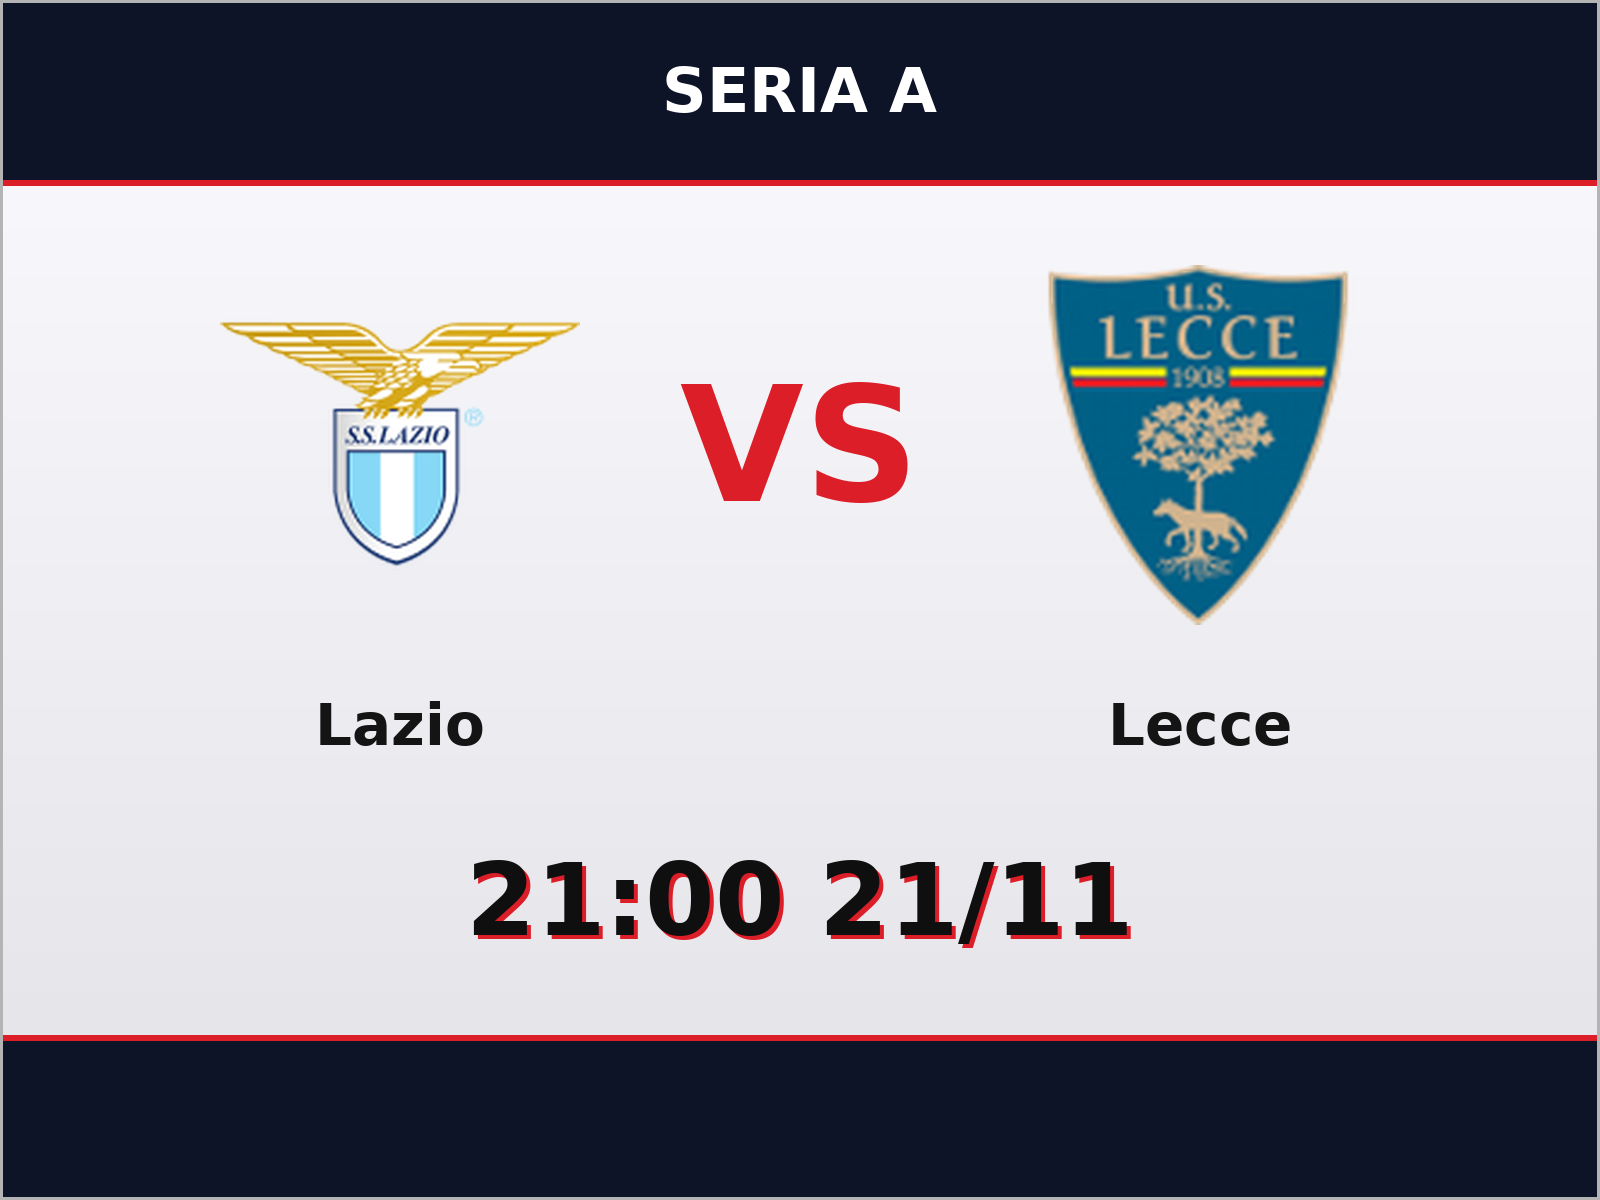 SERIA A
S.S.LAZIO
®
VS
U.S.
LECCE
1908
Lazio
Lecce
21:00 21/11